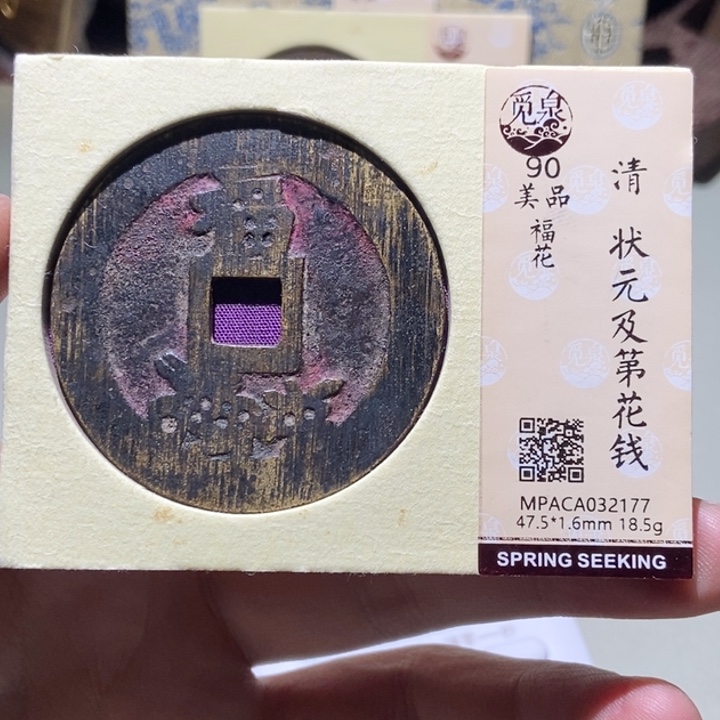 觅泉
90
美品
福花
清 状元及第花钱
MPACA032177
47.5*1.6mm 18.5g
SPRING SEEKING